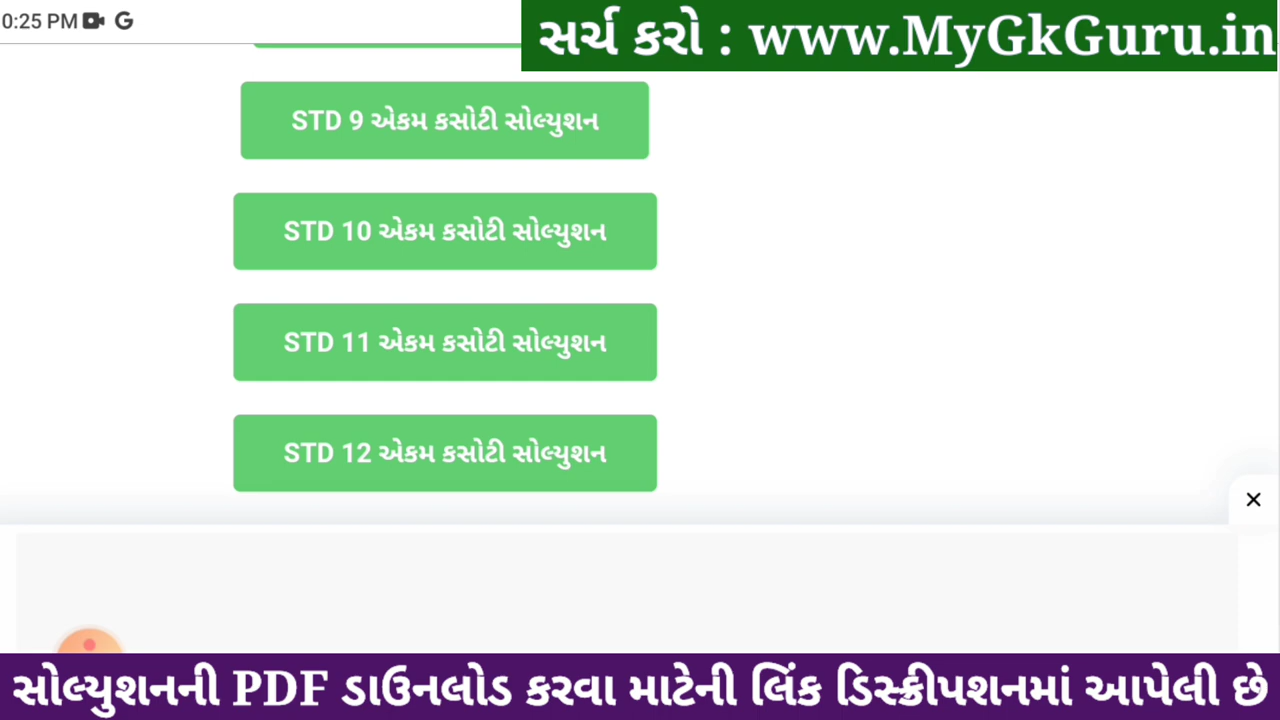 0:25 PM
સર્ચ કરો : www.MyGkGuru.in
STD 9 એકમ કસોટી સોલ્યુશન
STD 10 એકમ કસોટી સોલ્યુશન
STD 11 એકમ કસોટી સોલ્યુશન
STD 12 એકમ કસોટી સોલ્યુશન
સોલ્યુશનની PDF ડાઉનલોડ કરવા માટેની લિંક ડિસ્ક્રીપશનમાં આપેલી છે